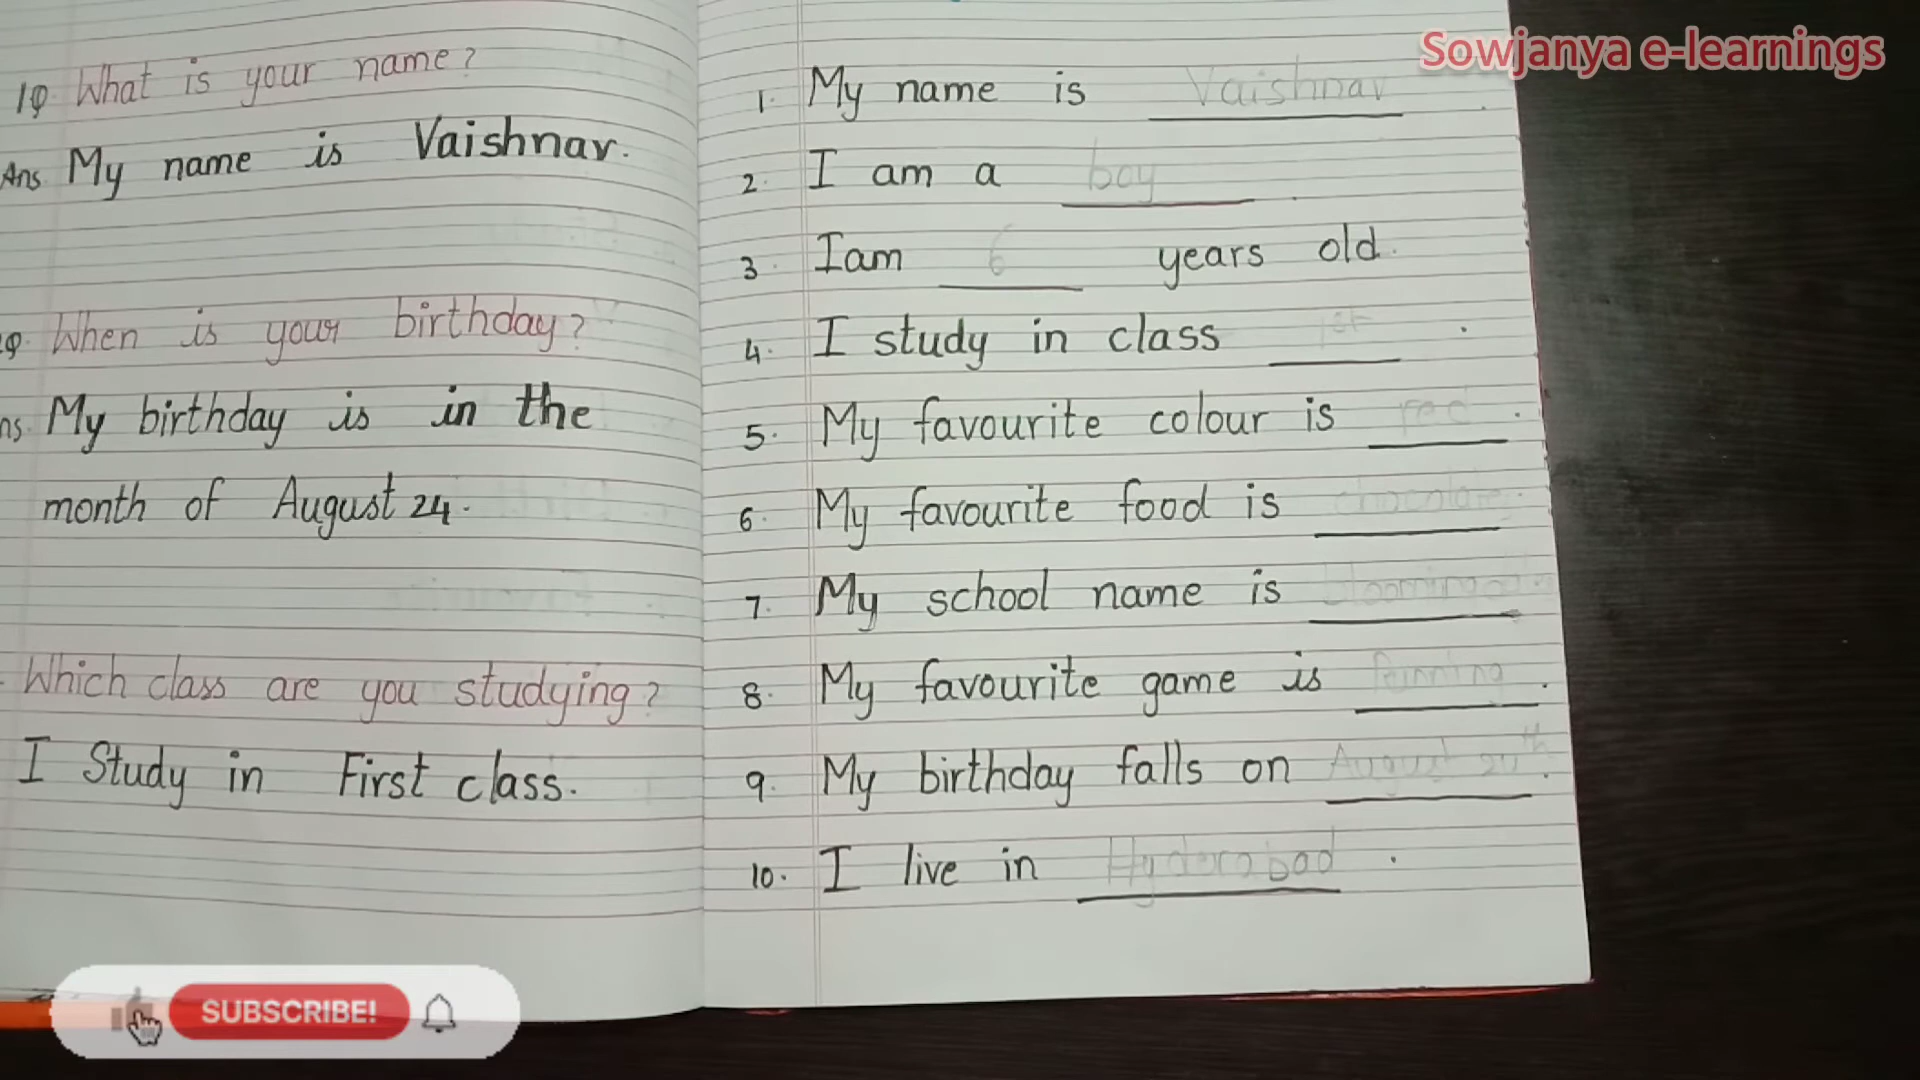 Sowjanya e-learnings
1Q. What is your name?
Ans. My name is Vaishnav.
Q. When is your birthday?
ns. My birthday is in the
month of August 24.
Which class are you studying?
I Study in First class.
1. My name is Vaishnav.
2. I am a boy.
3. I am 6 years old.
4. I study in class 1st.
5. My favourite colour is red.
6. My favourite food is chocolate.
7. My school name is
8. My favourite game is
9. My birthday falls on August 24th.
10. I live in Hyderabad.
SUBSCRIBE!